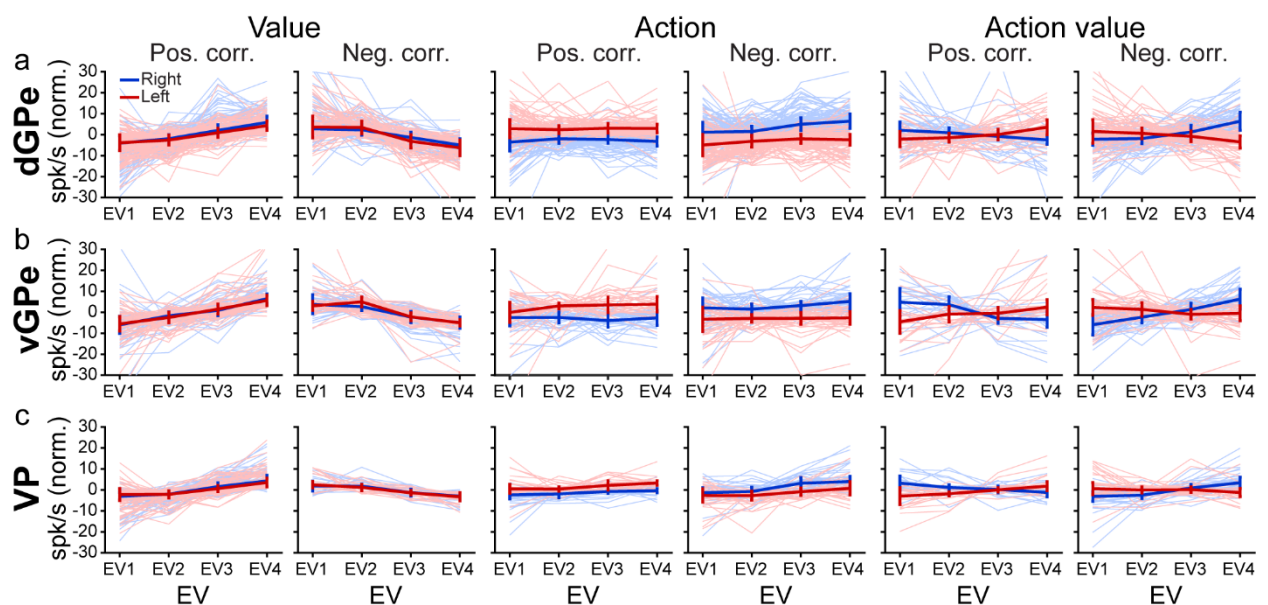 Value Action Action value
Pos. corr. Neg. corr. Pos. corr. Neg. corr. Pos. corr. Neg. corr.
a
dGPe
spk/s (norm.)
30
20
10
0
-10
-20
-30
Right
Left
EV1 EV2 EV3 EV4 EV1 EV2 EV3 EV4 EV1 EV2 EV3 EV4 EV1 EV2 EV3 EV4 EV1 EV2 EV3 EV4 EV1 EV2 EV3 EV4
b
vGPe
spk/s (norm.)
30
20
10
0
-10
-20
-30
EV1 EV2 EV3 EV4 EV1 EV2 EV3 EV4 EV1 EV2 EV3 EV4 EV1 EV2 EV3 EV4 EV1 EV2 EV3 EV4 EV1 EV2 EV3 EV4
c
VP
spk/s (norm.)
30
20
10
0
-10
-20
-30
EV1 EV2 EV3 EV4 EV1 EV2 EV3 EV4 EV1 EV2 EV3 EV4 EV1 EV2 EV3 EV4 EV1 EV2 EV3 EV4 EV1 EV2 EV3 EV4
EV EV EV EV EV EV